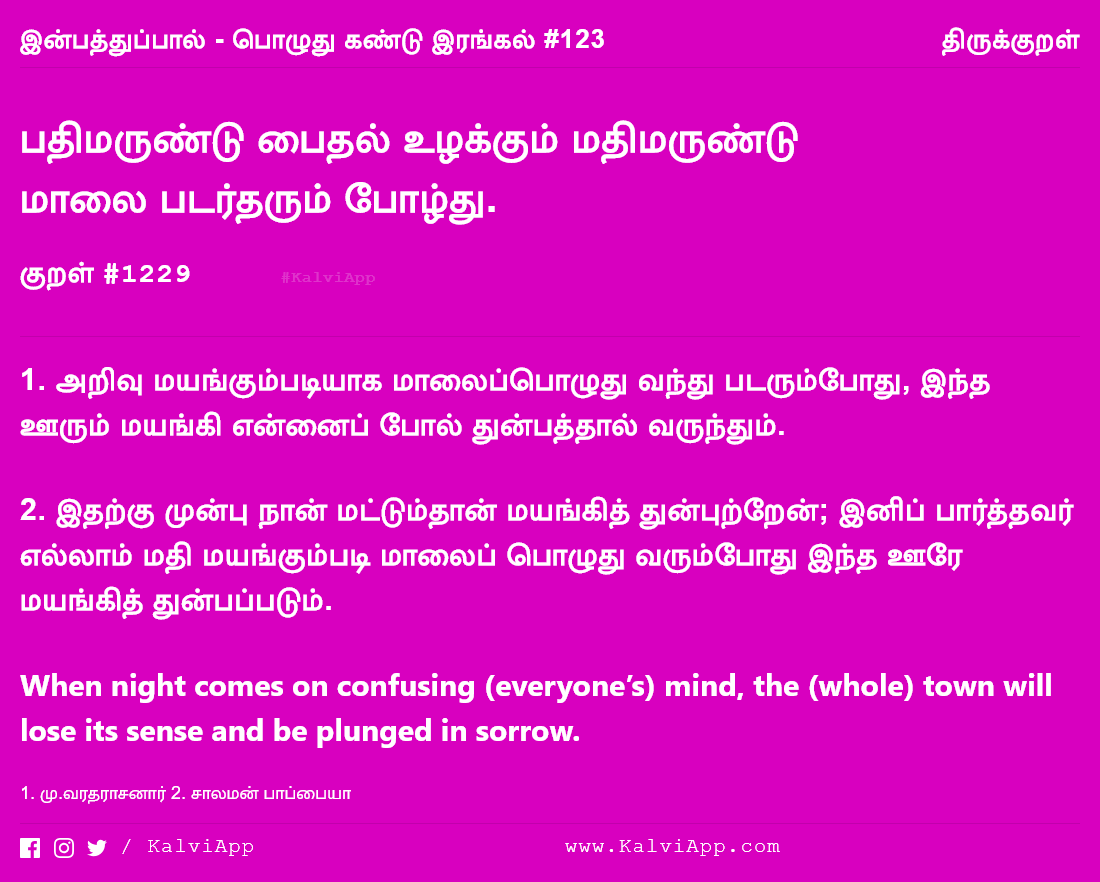 இன்பத்துப்பால் - பொழுது கண்டு இரங்கல் #123 திருக்குறள்
பதிமருண்டு பைதல் உழக்கும் மதிமருண்டு
மாலை படர்தரும் போழ்து.
குறள் #1229 #KalviApp
1. அறிவு மயங்கும்படியாக மாலைப்பொழுது வந்து படரும்போது, இந்த
ஊரும் மயங்கி என்னைப் போல் துன்பத்தால் வருந்தும்.
2. இதற்கு முன்பு நான் மட்டும்தான் மயங்கித் துன்புற்றேன்; இனிப் பார்த்தவர்
எல்லாம் மதி மயங்கும்படி மாலைப் பொழுது வரும்போது இந்த ஊரே
மயங்கித் துன்பப்படும்.
When night comes on confusing (everyone’s) mind, the (whole) town will
lose its sense and be plunged in sorrow.
1. மு.வரதராசனார் 2. சாலமன் பாப்பையா
/ KalviApp www.KalviApp.com